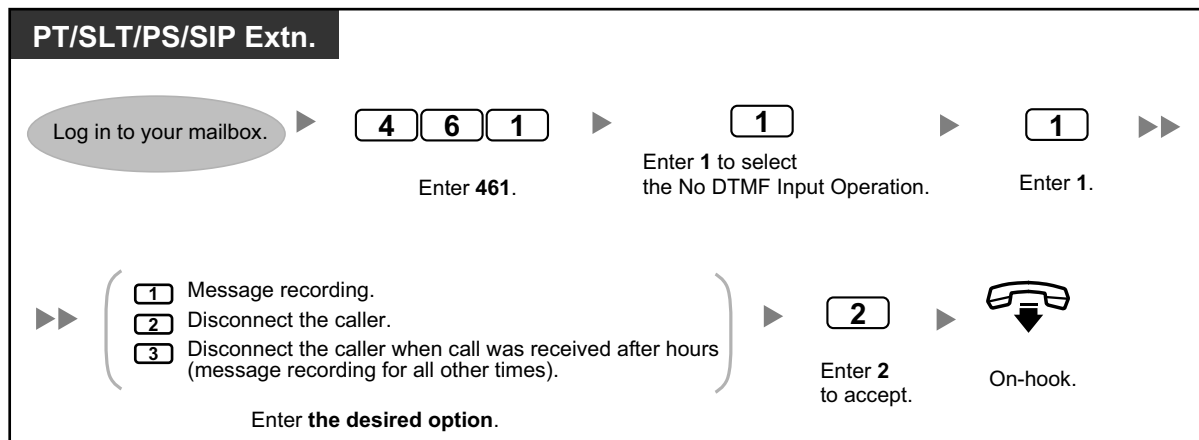 PT/SLT/PS/SIP Extn.
Log in to your mailbox.
4 6 1
Enter 461.
1
Enter 1 to select
the No DTMF Input Operation.
1
Enter 1.
1 Message recording.
2 Disconnect the caller.
3 Disconnect the caller when call was received after hours
(message recording for all other times).
Enter the desired option.
2
Enter 2
to accept.
On-hook.